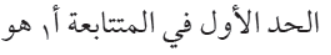 الحد الأول في المتتابعة أ١ هو